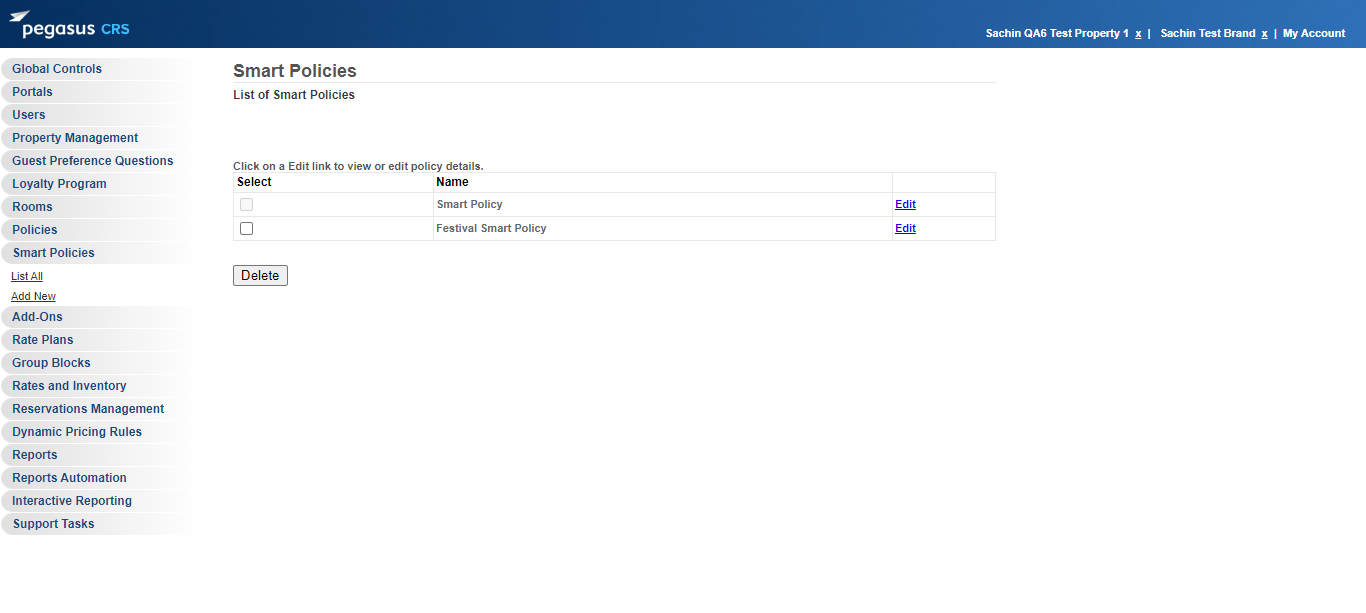 pegasus CRS
Sachin QA6 Test Property 1 x | Sachin Test Brand x | My Account
Global Controls
Portals
Users
Property Management
Guest Preference Questions
Loyalty Program
Rooms
Policies
Smart Policies
List All
Add New
Add-Ons
Rate Plans
Group Blocks
Rates and Inventory
Reservations Management
Dynamic Pricing Rules
Reports
Reports Automation
Interactive Reporting
Support Tasks
Smart Policies
List of Smart Policies
Click on a Edit link to view or edit policy details.
Select Name
Smart Policy Edit
Festival Smart Policy Edit
Delete